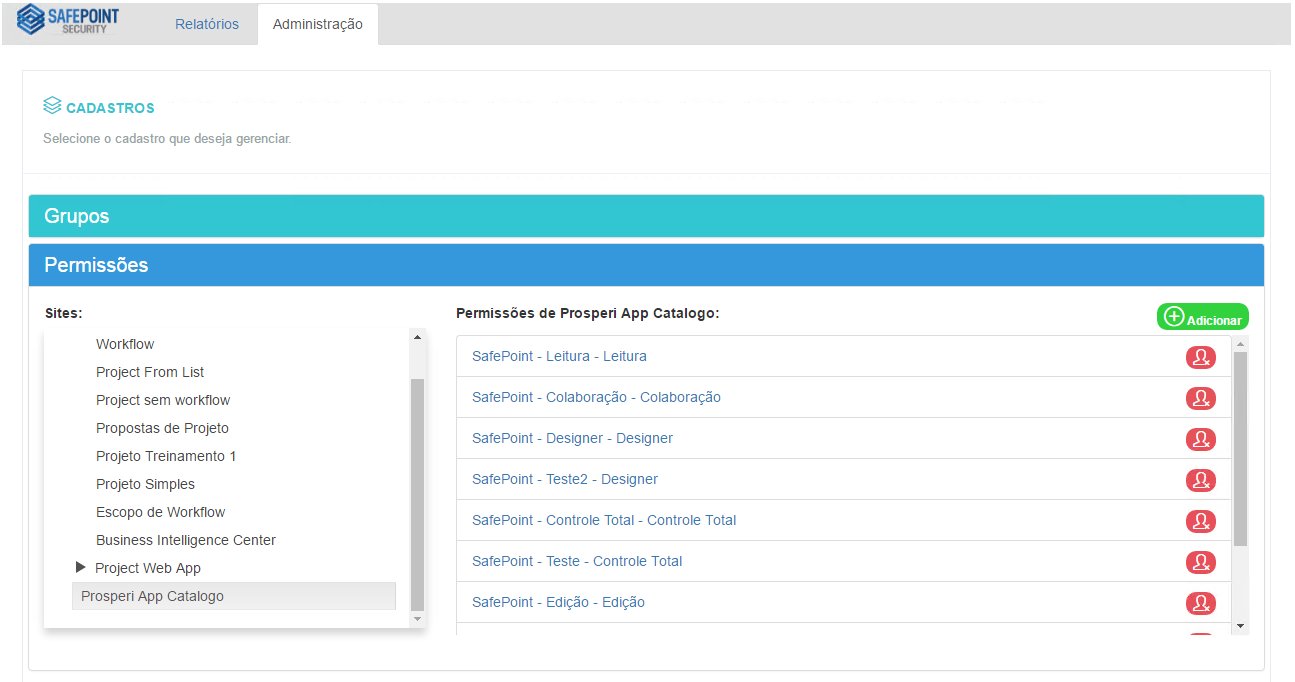 SAFEPOINT
SECURITY
Relatórios
Administração
CADASTROS
Selecione o cadastro que deseja gerenciar.
Grupos
Permissões
Sites:
Workflow
Project From List
Project sem workflow
Propostas de Projeto
Projeto Treinamento 1
Projeto Simples
Escopo de Workflow
Business Intelligence Center
Project Web App
Prosperi App Catalogo
Permissões de Prosperi App Catalogo:
Adicionar
SafePoint - Leitura - Leitura
SafePoint - Colaboração - Colaboração
SafePoint - Designer - Designer
SafePoint - Teste2 - Designer
SafePoint - Controle Total - Controle Total
SafePoint - Teste - Controle Total
SafePoint - Edição - Edição